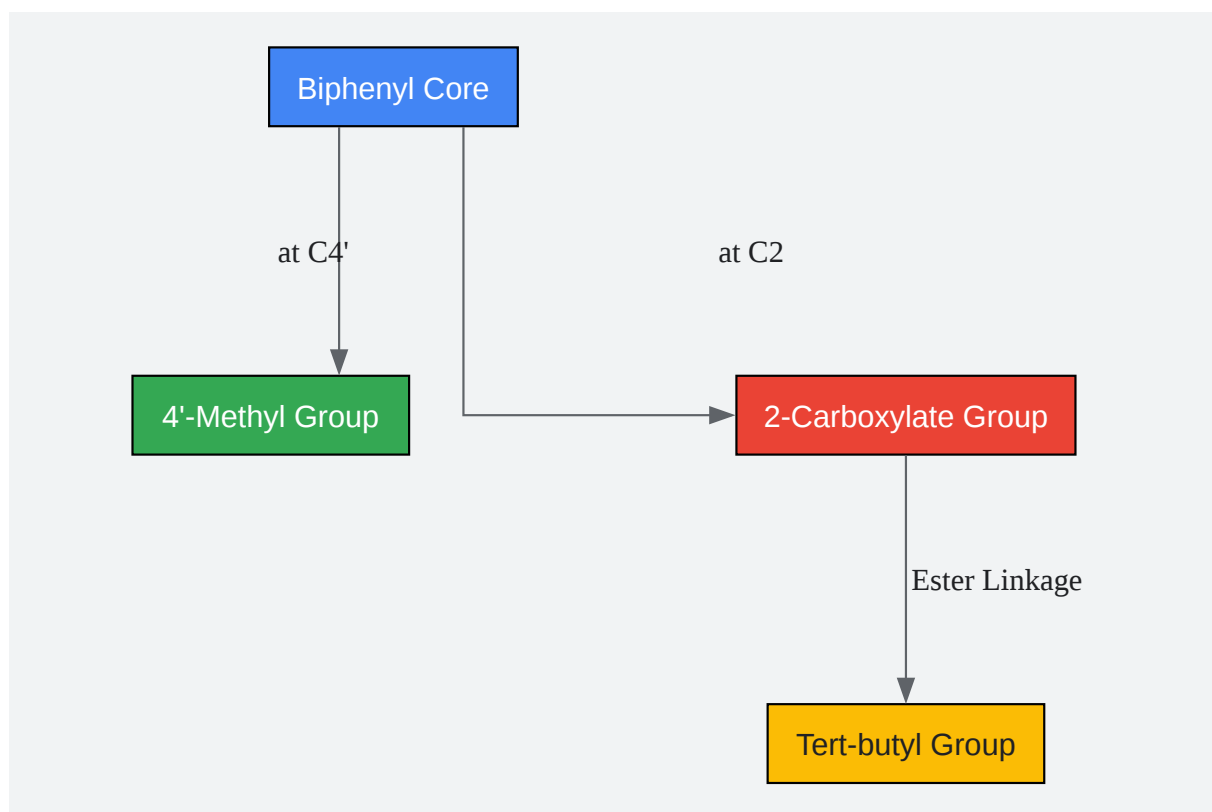 Biphenyl Core
at C4'
at C2
4'-Methyl Group
2-Carboxylate Group
Ester Linkage
Tert-butyl Group